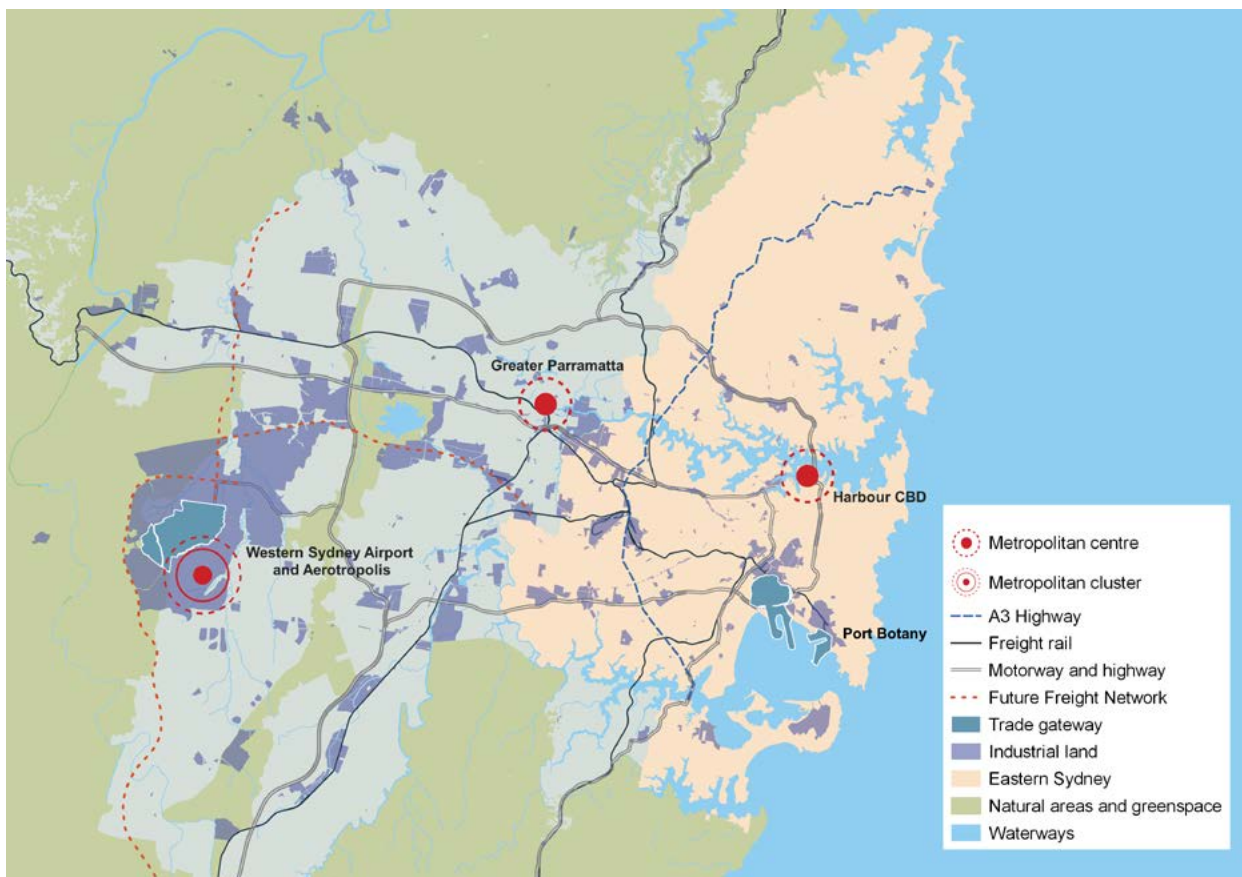 Greater Parramatta
Harbour CBD
Western Sydney Airport
and Aerotropolis
Port Botany
Metropolitan centre
Metropolitan cluster
A3 Highway
Freight rail
Motorway and highway
Future Freight Network
Trade gateway
Industrial land
Eastern Sydney
Natural areas and greenspace
Waterways